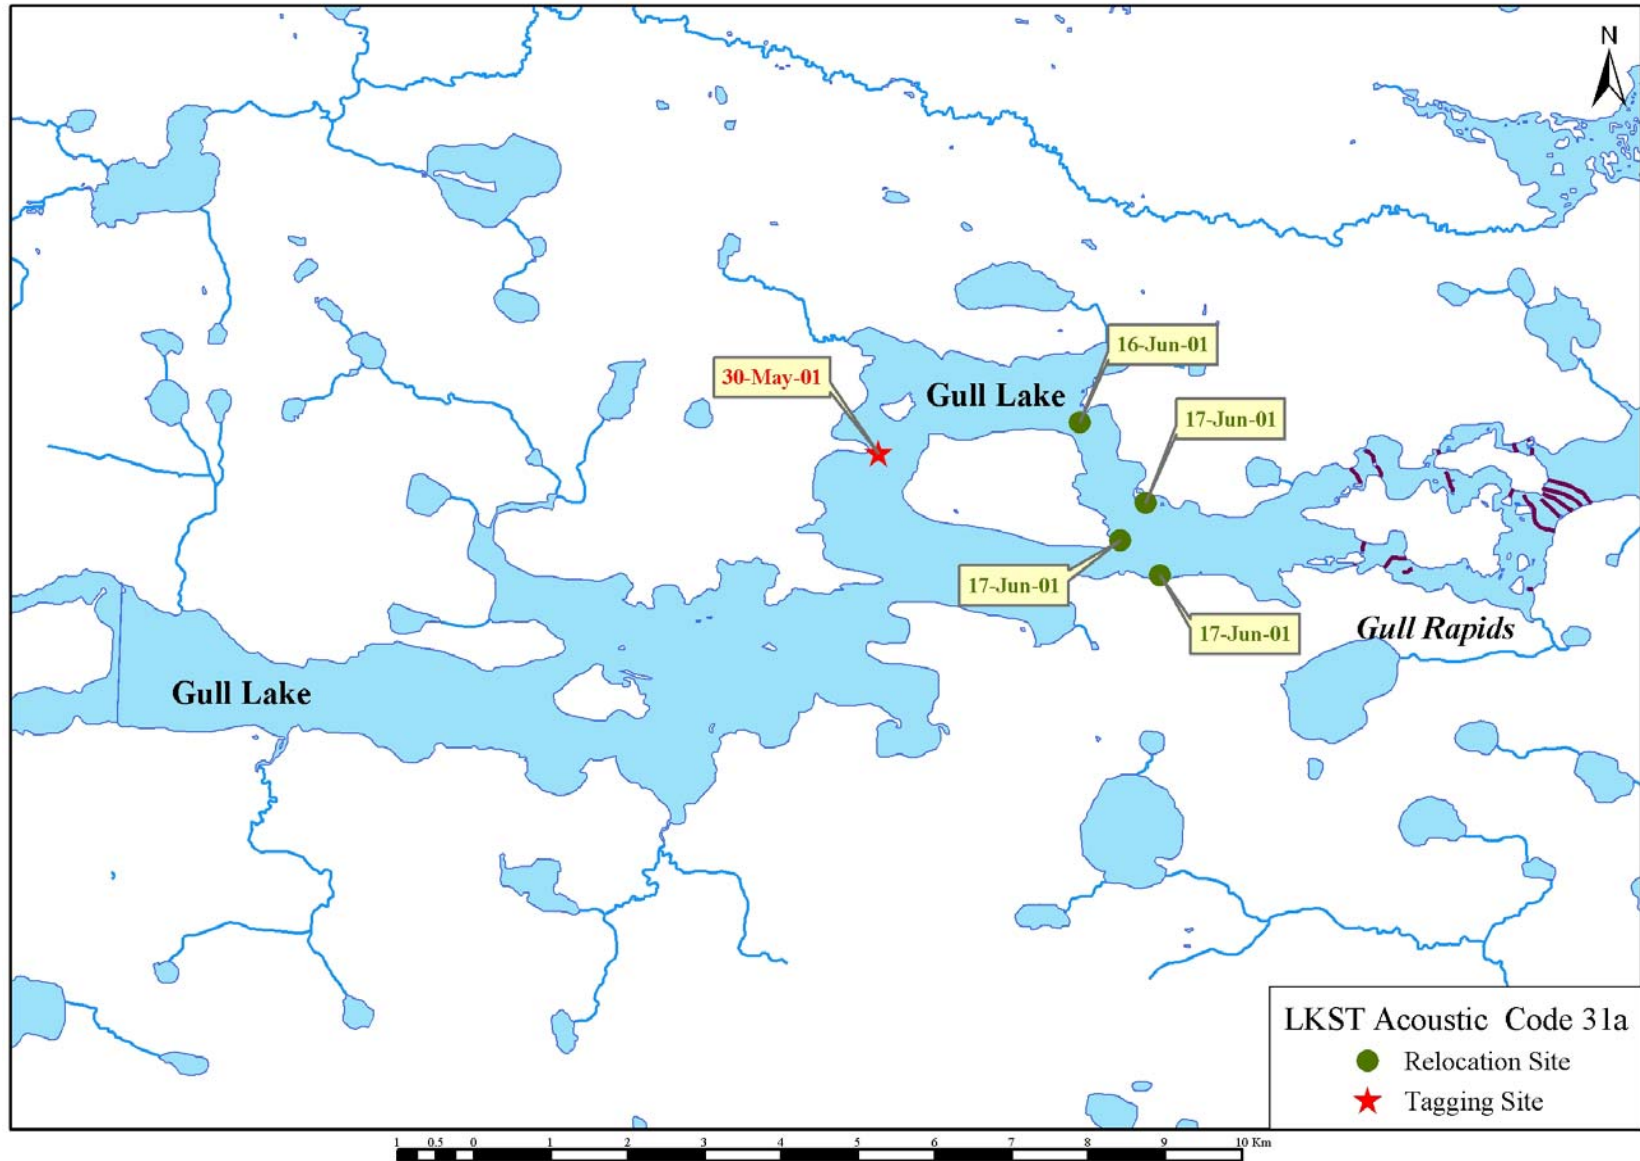 N
16-Jun-01
30-May-01
Gull Lake
17-Jun-01
17-Jun-01
17-Jun-01
Gull Rapids
Gull Lake
LKST Acoustic Code 31a
Relocation Site
Tagging Site
1 0.5 0 1 2 3 4 5 6 7 8 9 10 Km